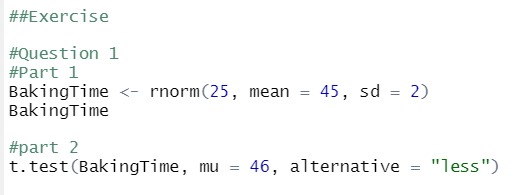 ##Exercise
#Question 1
#Part 1
BakingTime <- rnorm(25, mean = 45, sd = 2)
BakingTime
#part 2
t.test(BakingTime, mu = 46, alternative = "less")